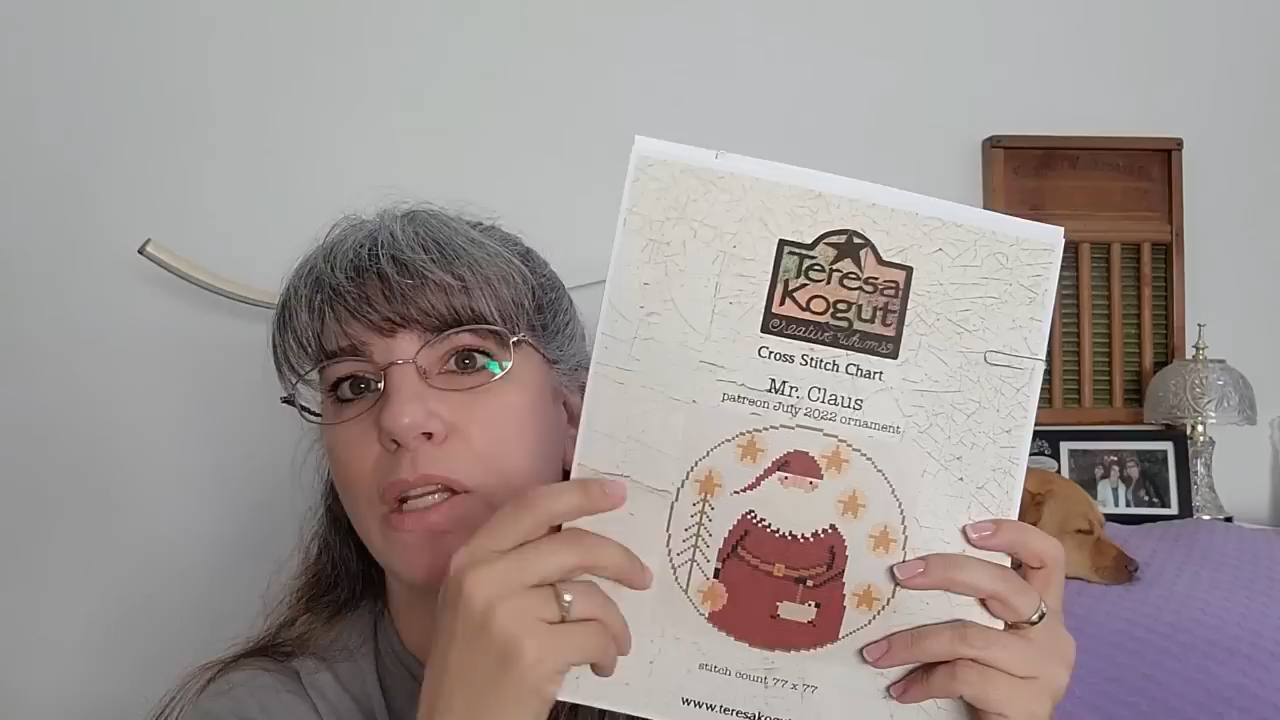 Teresa
Kogut
creative whims
Cross Stitch Chart
Mr. Claus
patreon July 2022 ornament
stitch count 77 x 77